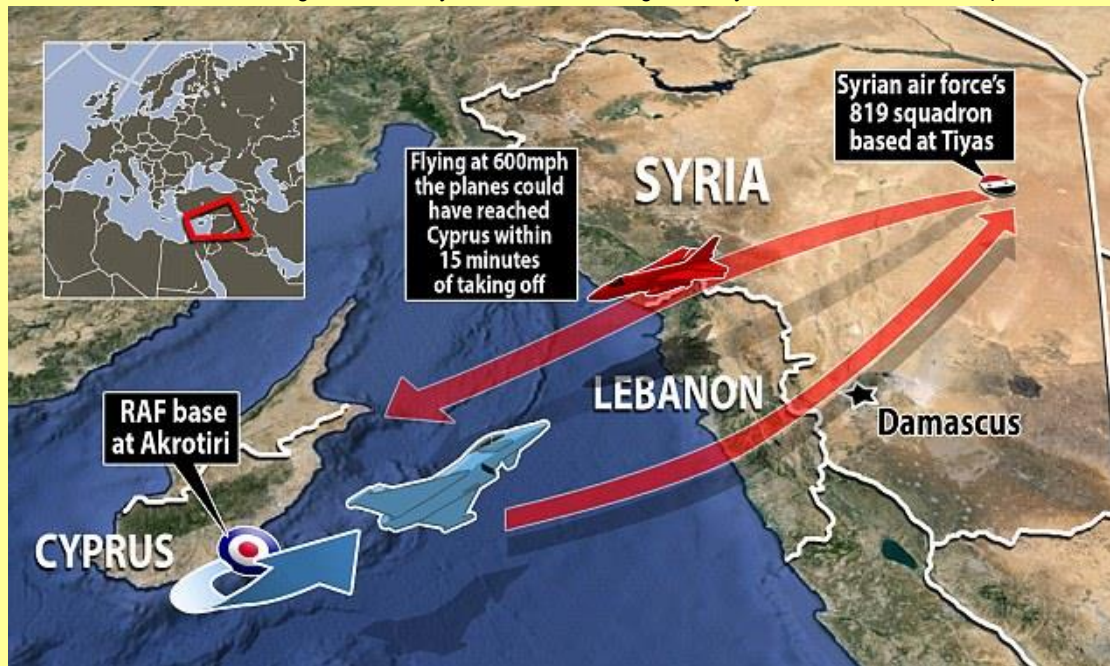 Syrian air force's
819 squadron
based at Tiyas
Flying at 600mph
the planes could
have reached
Cyprus within
15 minutes
of taking off
SYRIA
LEBANON
Damascus
RAF base
at Akrotiri
CYPRUS